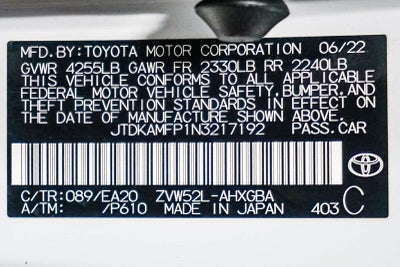 MFD.BY:TOYOTA MOTOR CORPORATION 06/22
GVWR 4255LB GAWR FR 2330LB RR 2240LB
THIS VEHICLE CONFORMS TO ALL APPLICABLE
FEDERAL MOTOR VEHICLE SAFETY,BUMPER,AND
THEFT PREVENTION STANDARDS IN EFFECT ON
THE DATE OF MANUFACTURE SHOWN ABOVE.
JTDKAMFP1N3217192 PASS.CAR
TOYOTA
C/TR:089/EA20 ZVW52L-AHXGBA
A/TM: /P610 MADE IN JAPAN 403 C